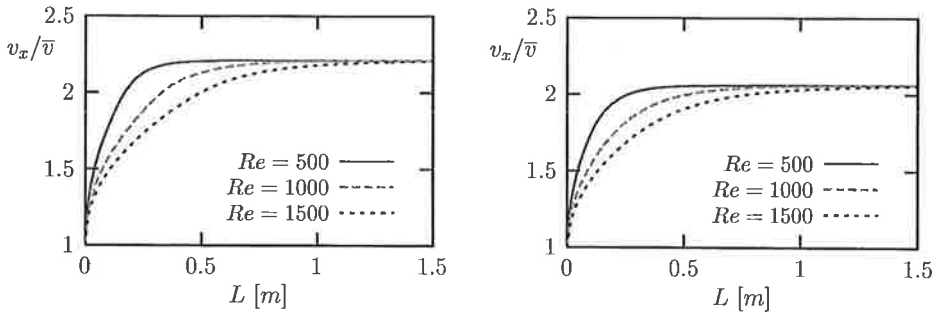 2.5
v_x/v̅
2
1.5
1
Re = 500
Re = 1000
Re = 1500
0
0.5
1
1.5
L [m]
2.5
v_x/v̅
2
1.5
1
Re = 500
Re = 1000
Re = 1500
0
0.5
1
1.5
L [m]